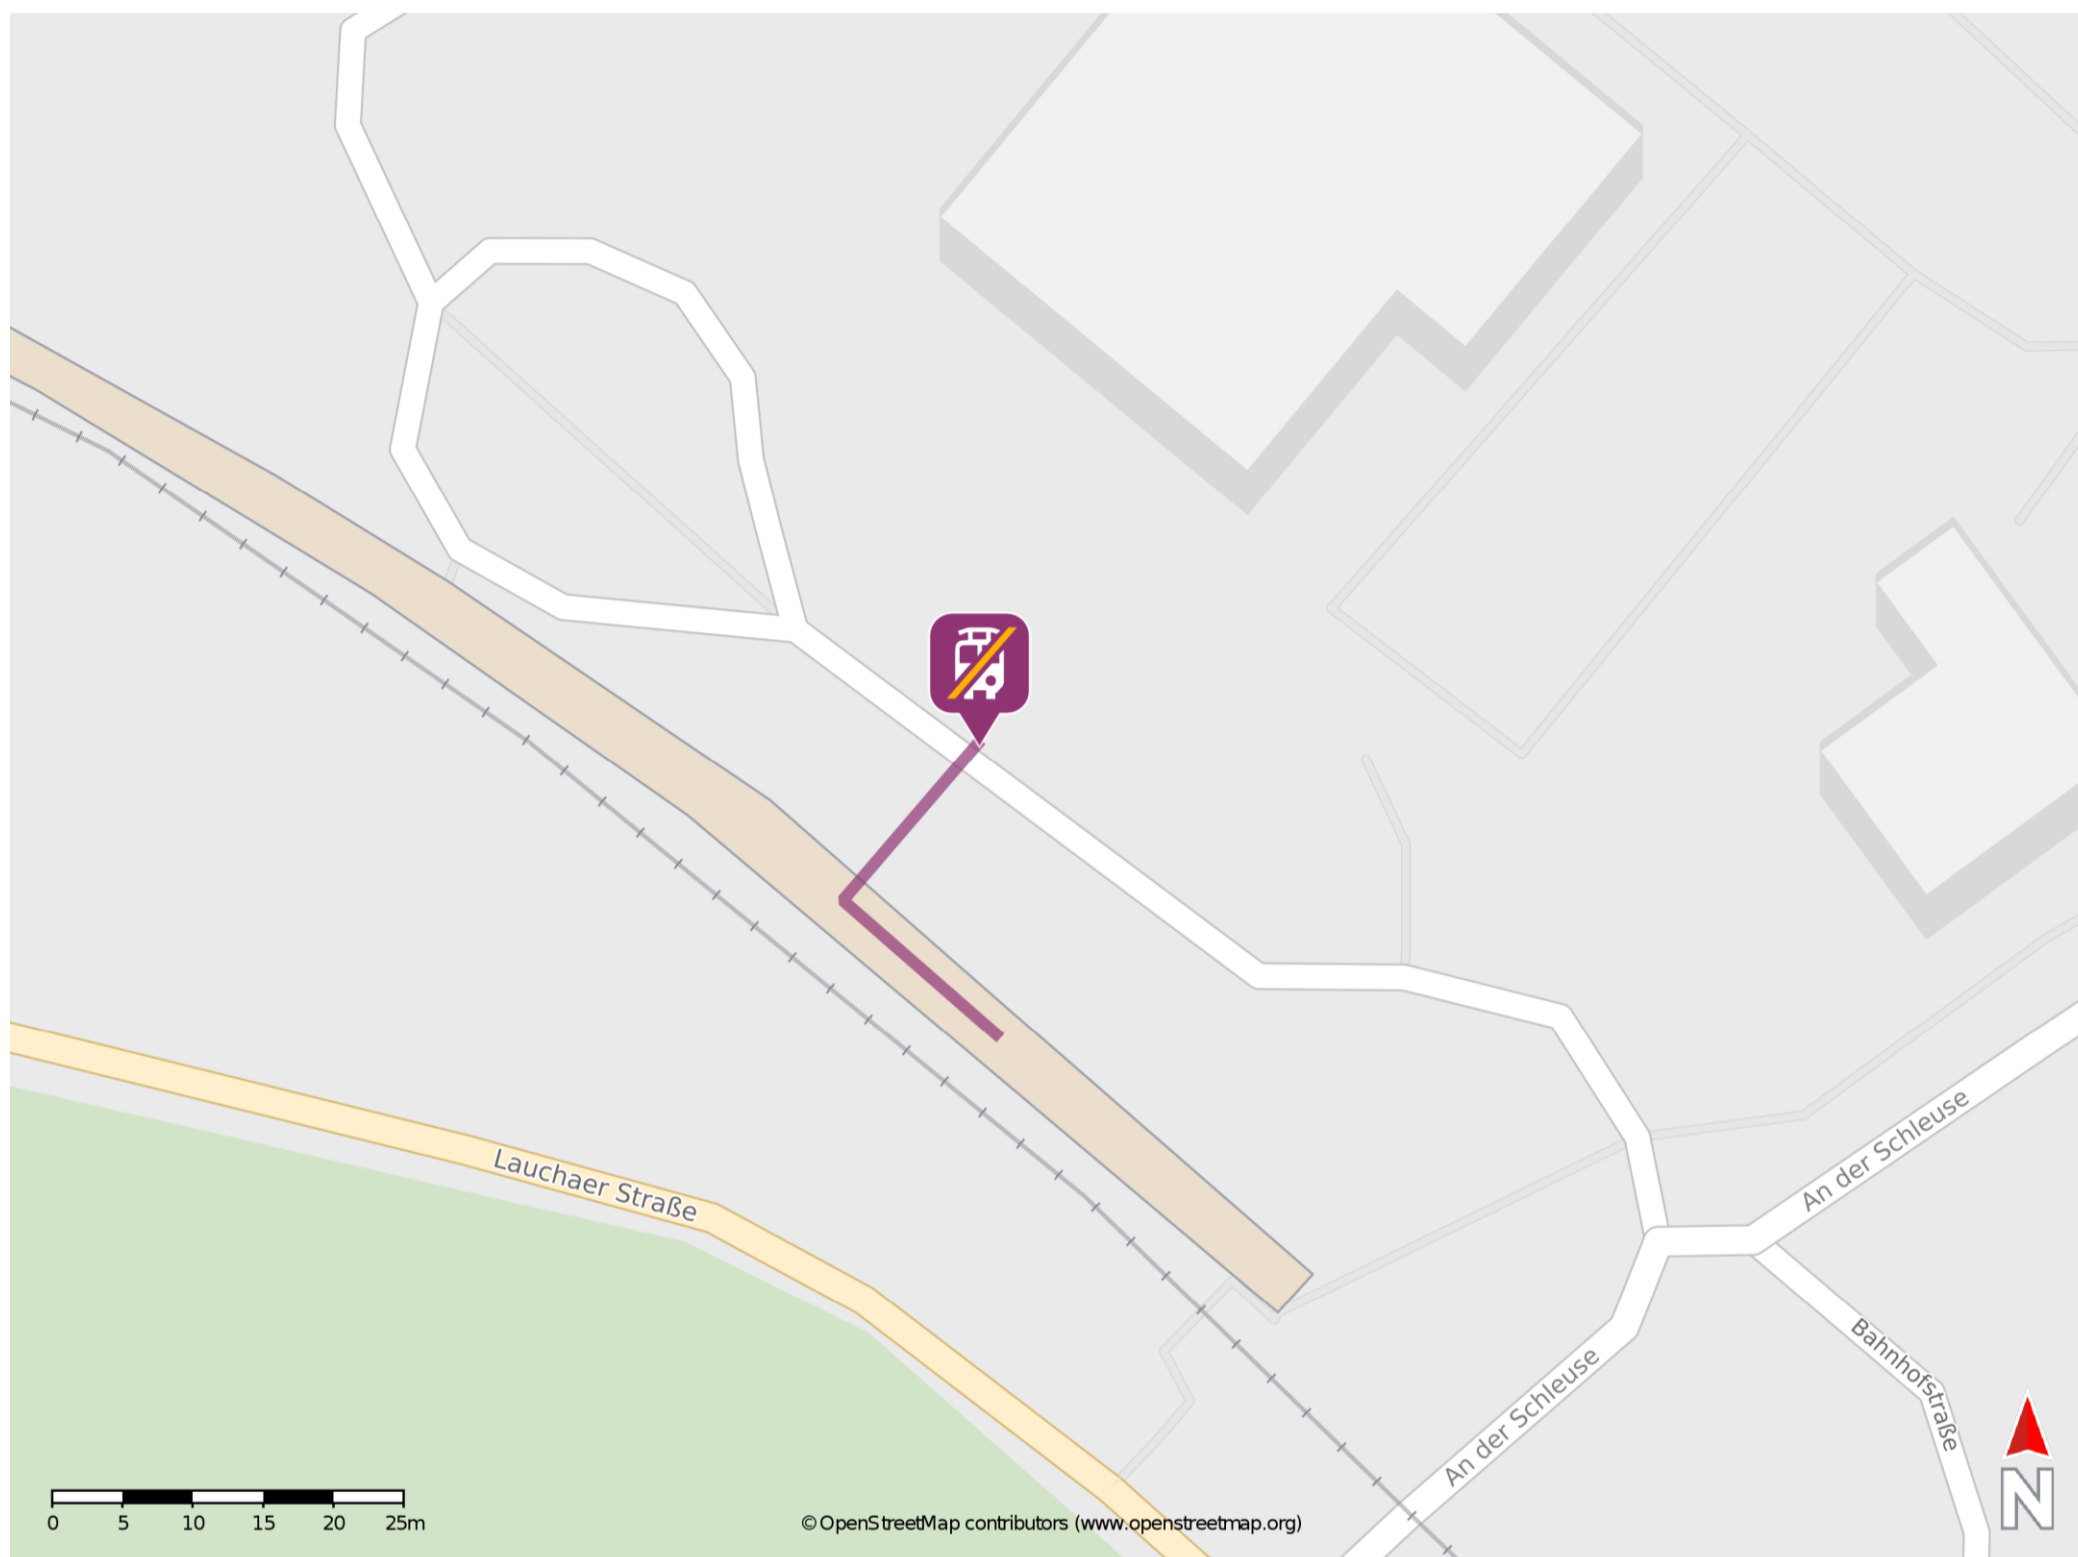 Lauchaer Straße
An der Schleuse
An der Schleuse
Bahnhofstraße
N
0 5 10 15 20 25m
©OpenStreetMap contributors (www.openstreetmap.org)